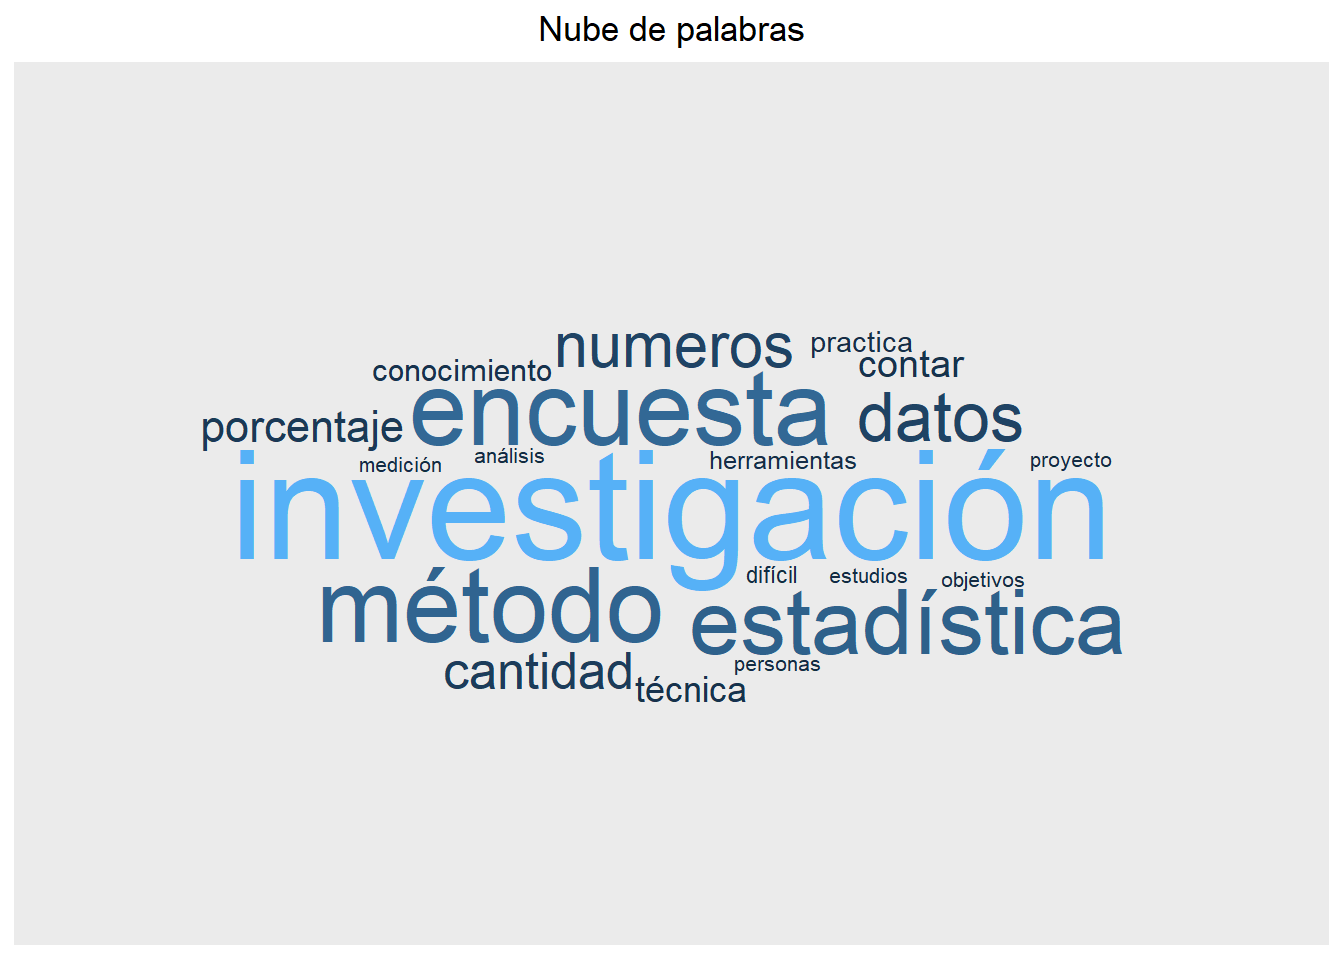 Nube de palabras
numeros
practica
contar
conocimiento
encuesta
datos
porcentaje
análisis
medición
herramientas
proyecto
investigación
método
difícil
estudios
objetivos
estadística
cantidad
personas
técnica